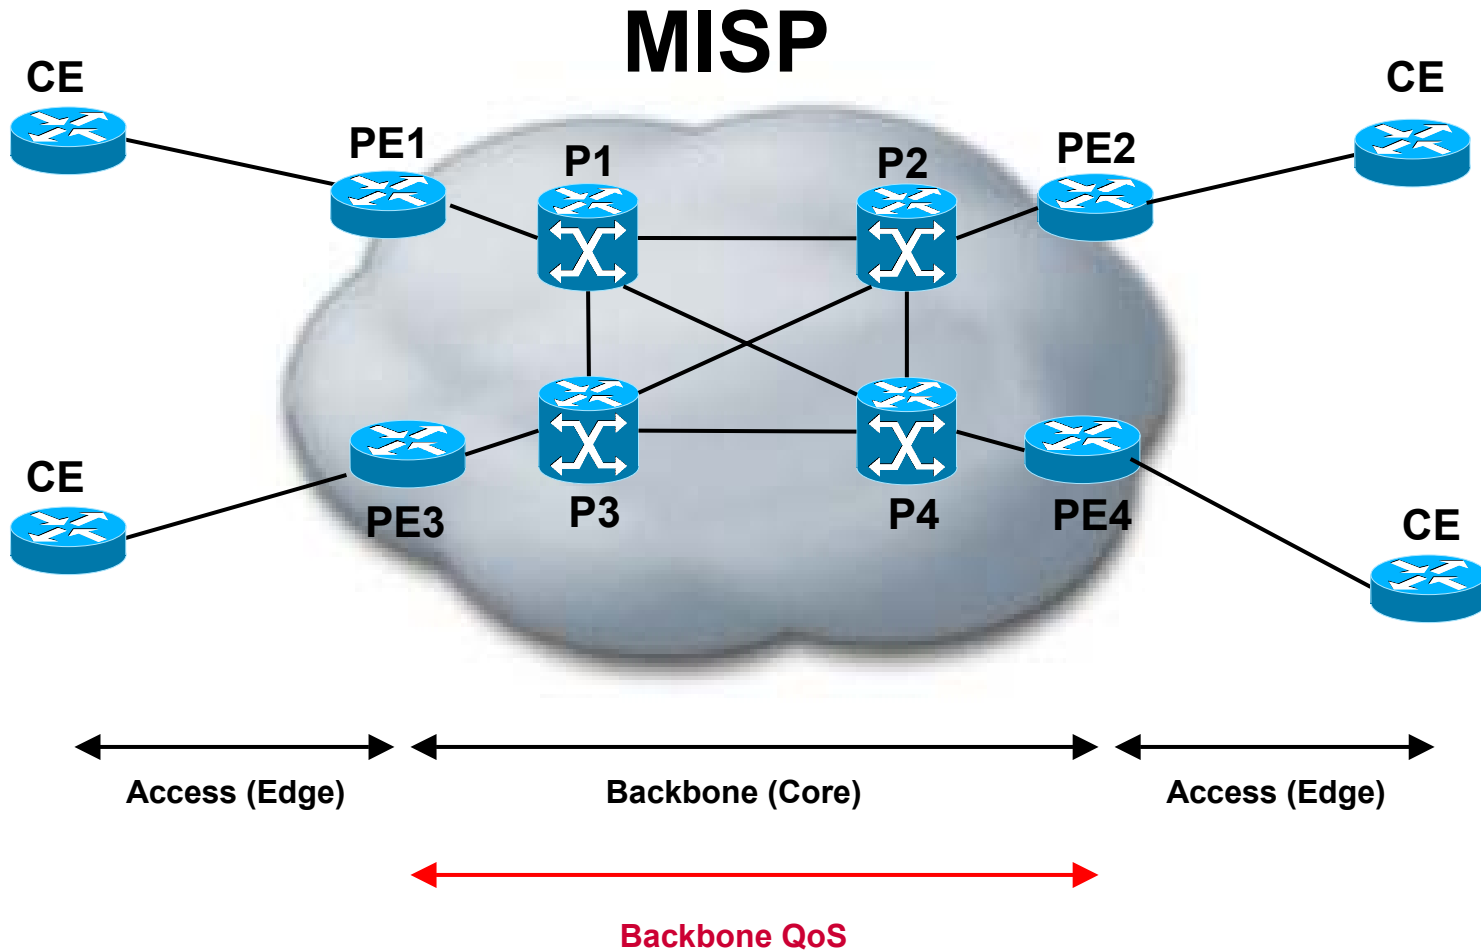 MISP
CE
CE
PE1
P1
P2
PE2
CE
PE3
P3
P4
PE4
CE
Access (Edge)
Backbone (Core)
Access (Edge)
Backbone QoS